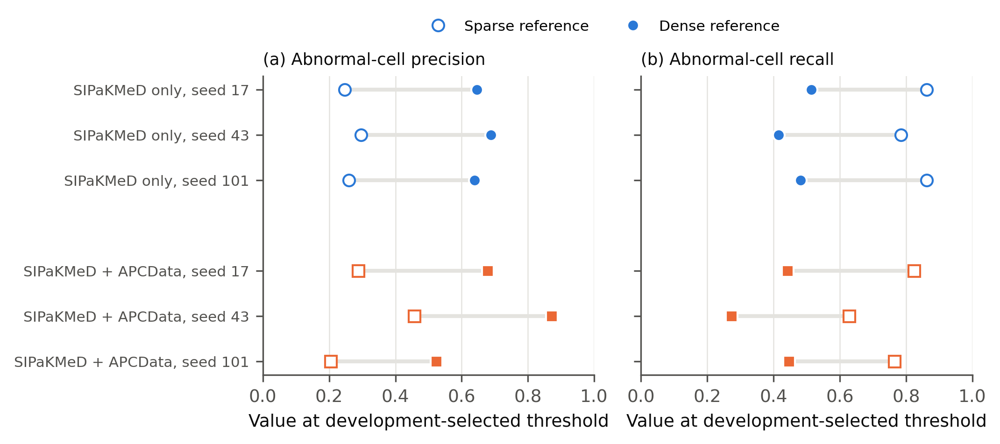 Sparse reference
Dense reference
(a) Abnormal-cell precision
(b) Abnormal-cell recall
SIPaKMeD only, seed 17
SIPaKMeD only, seed 43
SIPaKMeD only, seed 101
SIPaKMeD + APCData, seed 17
SIPaKMeD + APCData, seed 43
SIPaKMeD + APCData, seed 101
0.0 0.2 0.4 0.6 0.8 1.0
0.0 0.2 0.4 0.6 0.8 1.0
Value at development-selected threshold
Value at development-selected threshold